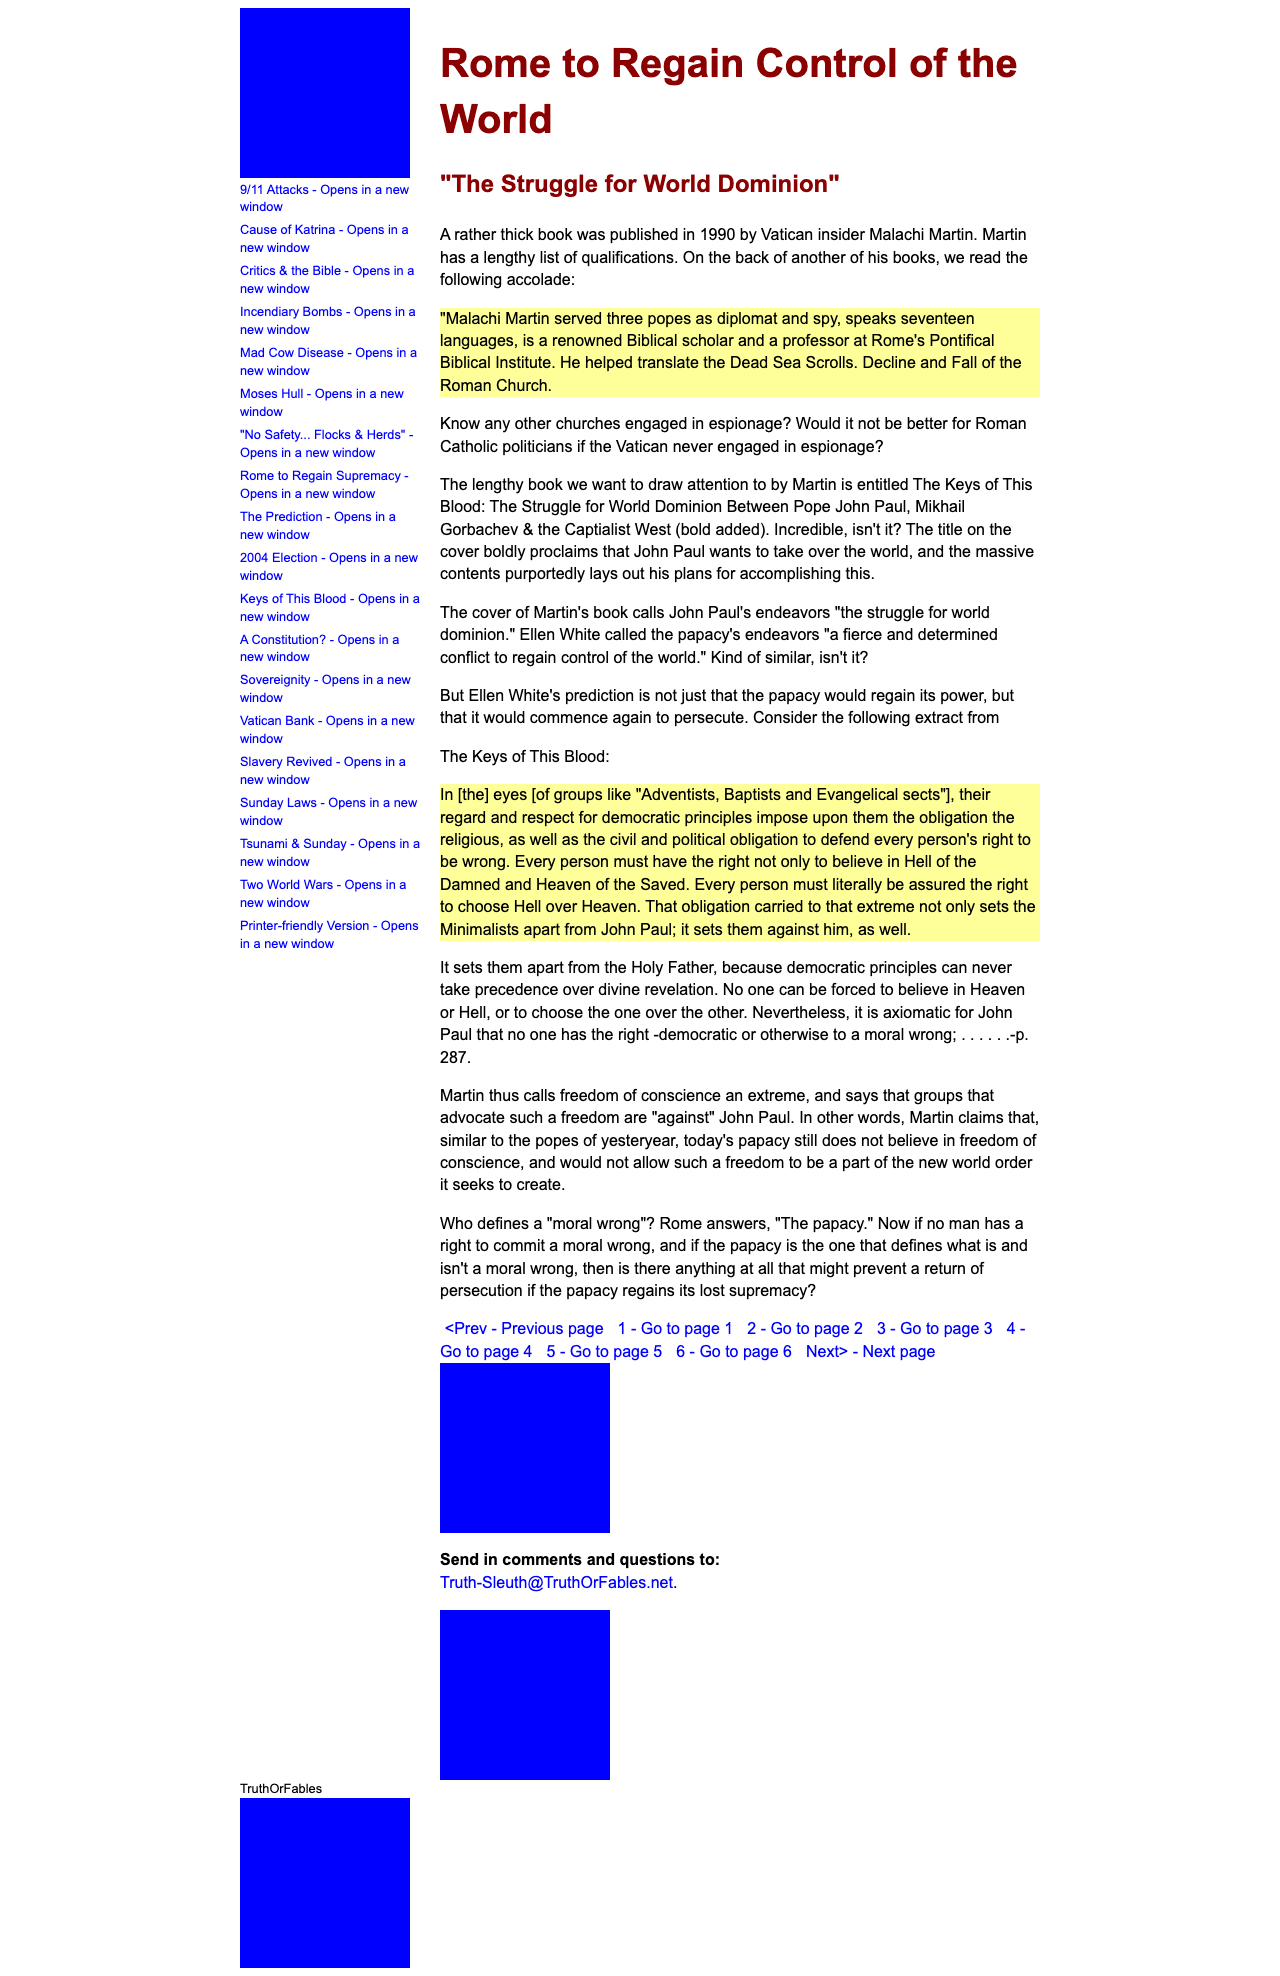 9/11 Attacks - Opens in a new
window
Cause of Katrina - Opens in a
new window
Critics & the Bible - Opens in a
new window
Incendiary Bombs - Opens in a
new window
Mad Cow Disease - Opens in a
new window
Moses Hull - Opens in a new
window
"No Safety... Flocks & Herds" -
Opens in a new window
Rome to Regain Supremacy -
Opens in a new window
The Prediction - Opens in a
new window
2004 Election - Opens in a new
window
Keys of This Blood - Opens in a
new window
A Constitution? - Opens in a
new window
Sovereignity - Opens in a new
window
Vatican Bank - Opens in a new
window
Slavery Revived - Opens in a
new window
Sunday Laws - Opens in a new
window
Tsunami & Sunday - Opens in a
new window
Two World Wars - Opens in a
new window
Printer-friendly Version - Opens
in a new window
Rome to Regain Control of the
World
"The Struggle for World Dominion"
A rather thick book was published in 1990 by Vatican insider Malachi Martin. Martin
has a lengthy list of qualifications. On the back of another of his books, we read the
following accolade:
"Malachi Martin served three popes as diplomat and spy, speaks seventeen
languages, is a renowned Biblical scholar and a professor at Rome's Pontifical
Biblical Institute. He helped translate the Dead Sea Scrolls. Decline and Fall of the
Roman Church.
Know any other churches engaged in espionage? Would it not be better for Roman
Catholic politicians if the Vatican never engaged in espionage?
The lengthy book we want to draw attention to by Martin is entitled The Keys of This
Blood: The Struggle for World Dominion Between Pope John Paul, Mikhail
Gorbachev & the Captialist West (bold added). Incredible, isn't it? The title on the
cover boldly proclaims that John Paul wants to take over the world, and the massive
contents purportedly lays out his plans for accomplishing this.
The cover of Martin's book calls John Paul's endeavors "the struggle for world
dominion." Ellen White called the papacy's endeavors "a fierce and determined
conflict to regain control of the world." Kind of similar, isn't it?
But Ellen White's prediction is not just that the papacy would regain its power, but
that it would commence again to persecute. Consider the following extract from
The Keys of This Blood:
In [the] eyes [of groups like "Adventists, Baptists and Evangelical sects"], their
regard and respect for democratic principles impose upon them the obligation the
religious, as well as the civil and political obligation to defend every person's right to
be wrong. Every person must have the right not only to believe in Hell of the
Damned and Heaven of the Saved. Every person must literally be assured the right
to choose Hell over Heaven. That obligation carried to that extreme not only sets the
Minimalists apart from John Paul; it sets them against him, as well.
It sets them apart from the Holy Father, because democratic principles can never
take precedence over divine revelation. No one can be forced to believe in Heaven
or Hell, or to choose the one over the other. Nevertheless, it is axiomatic for John
Paul that no one has the right -democratic or otherwise to a moral wrong; . . . . . .-p.
287.
Martin thus calls freedom of conscience an extreme, and says that groups that
advocate such a freedom are "against" John Paul. In other words, Martin claims that,
similar to the popes of yesteryear, today's papacy still does not believe in freedom of
conscience, and would not allow such a freedom to be a part of the new world order
it seeks to create.
Who defines a "moral wrong"? Rome answers, "The papacy." Now if no man has a
right to commit a moral wrong, and if the papacy is the one that defines what is and
isn't a moral wrong, then is there anything at all that might prevent a return of
persecution if the papacy regains its lost supremacy?
<Prev - Previous page 1 - Go to page 1 2 - Go to page 2 3 - Go to page 3 4 -
Go to page 4 5 - Go to page 5 6 - Go to page 6 Next> - Next page
Send in comments and questions to:
Truth-Sleuth@TruthOrFables.net.
TruthOrFables